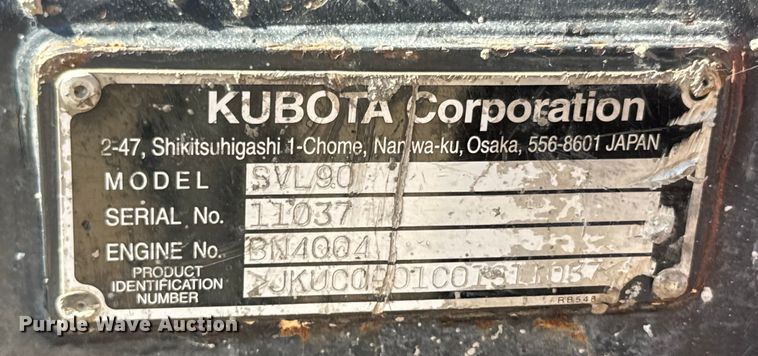 KUBOTA Corporation
2-47, Shikitsuhigashi 1-Chome, Naniwa-ku, Osaka, 556-8601 JAPAN
MODEL SVL90
SERIAL No. 11037
ENGINE No. BN4004
PRODUCT
IDENTIFICATION
NUMBER
RB548
Purple Wave Auction